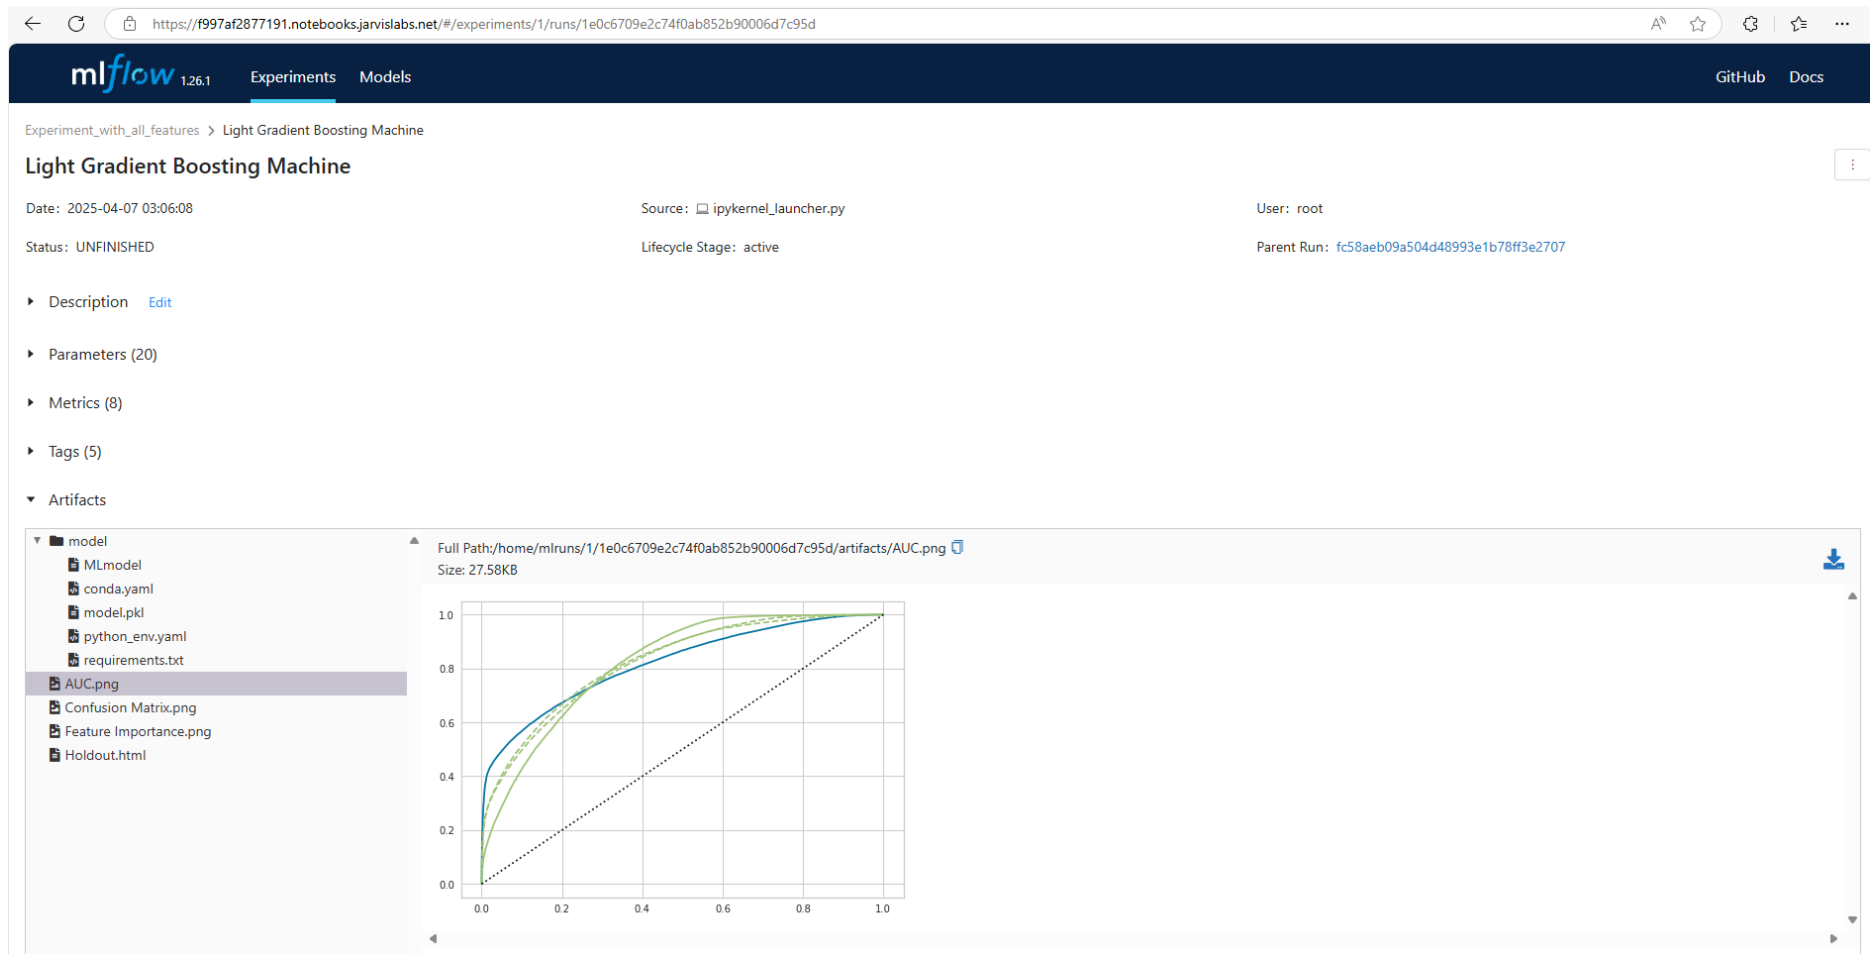 https://f997af2877191.notebooks.jarvislabs.net/#/experiments/1/runs/1e0c6709e2c74f0ab852b90006d7c95d
mlflow 1.26.1 Experiments Models GitHub Docs
Experiment_with_all_features > Light Gradient Boosting Machine
Light Gradient Boosting Machine
Date: 2025-04-07 03:06:08 Source: ipykernel_launcher.py User: root
Status: UNFINISHED Lifecycle Stage: active Parent Run: fc58aeb09a504d48993e1b78ff3e2707
Description Edit
Parameters (20)
Metrics (8)
Tags (5)
Artifacts
model
MLmodel
conda.yaml
model.pkl
python_env.yaml
requirements.txt
AUC.png
Confusion Matrix.png
Feature Importance.png
Holdout.html
Full Path:/home/mlruns/1/1e0c6709e2c74f0ab852b90006d7c95d/artifacts/AUC.png
Size: 27.58KB
1.0
0.8
0.6
0.4
0.2
0.0
0.0 0.2 0.4 0.6 0.8 1.0